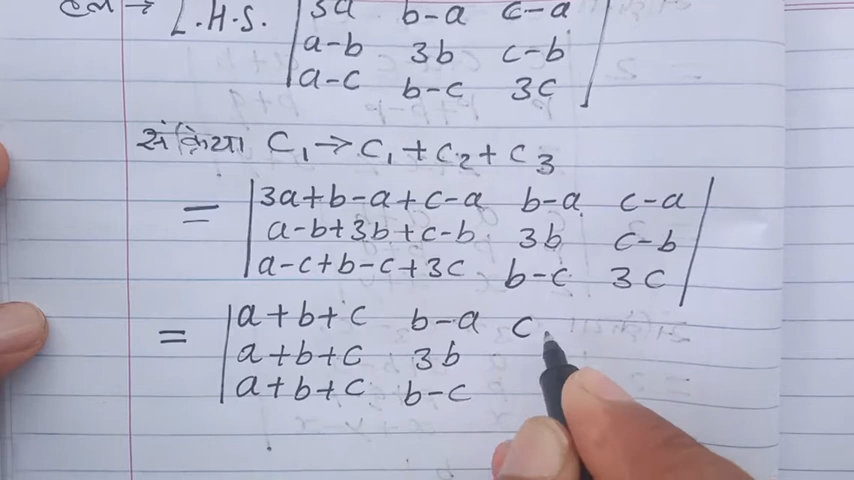 हल → L.H.S. | 3a b-a c-a |
| a-b 3b c-b |
| a-c b-c 3c |
संक्रिया C₁→C₁+C₂+C₃
= | 3a+b-a+c-a b-a c-a |
| a-b+3b+c-b 3b c-b |
| a-c+b-c+3c b-c 3c |
= | a+b+c b-a c
| a+b+c 3b
| a+b+c b-c